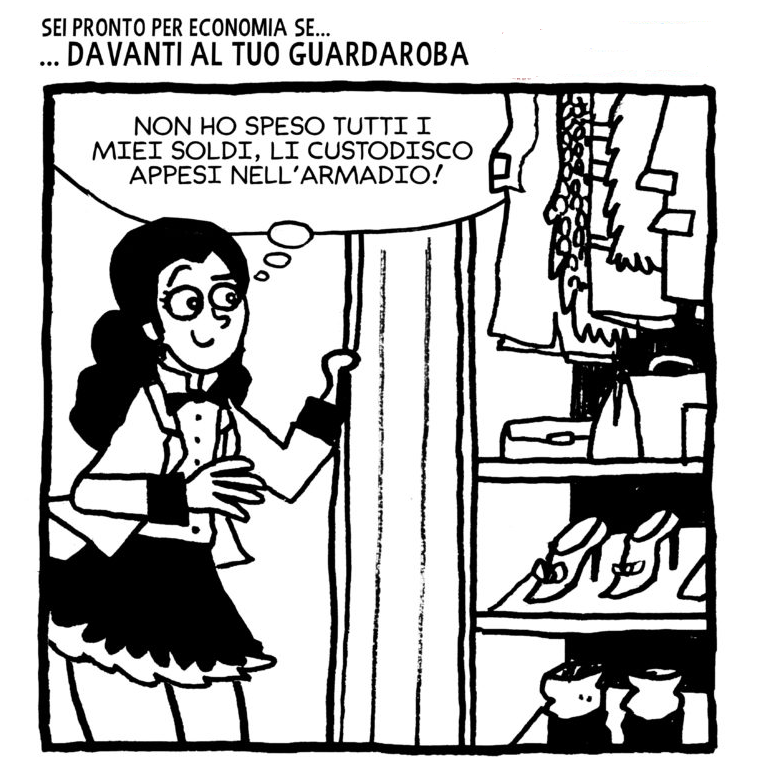 SEI PRONTO PER ECONOMIA SE...
... DAVANTI AL TUO GUARDAROBA
NON HO SPESO TUTTI I
MIEI SOLDI, LI CUSTODISCO
APPESI NELL'ARMADIO!